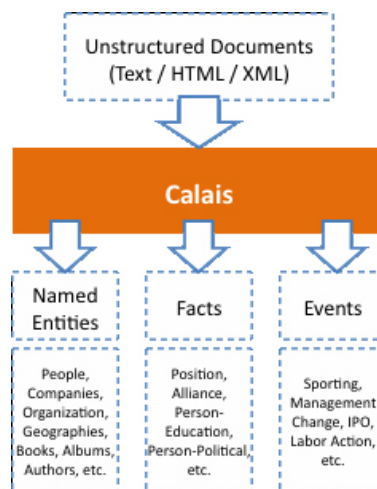 Unstructured Documents
(Text / HTML / XML)
Calais
Named
Entities
Facts
Events
People,
Companies,
Organization,
Geographies,
Books, Albums,
Authors, etc.
Position,
Alliance,
Person-
Education,
Person-Political,
etc.
Sporting,
Management
Change, IPO,
Labor Action,
etc.